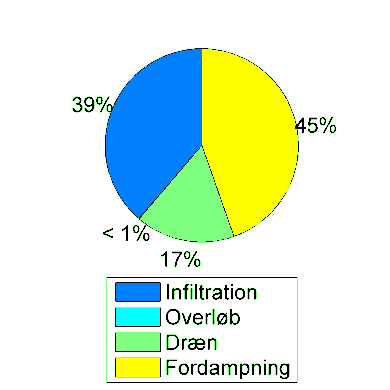 39%
45%
< 1%
17%
Infiltration
Overløb
Dræn
Fordampning